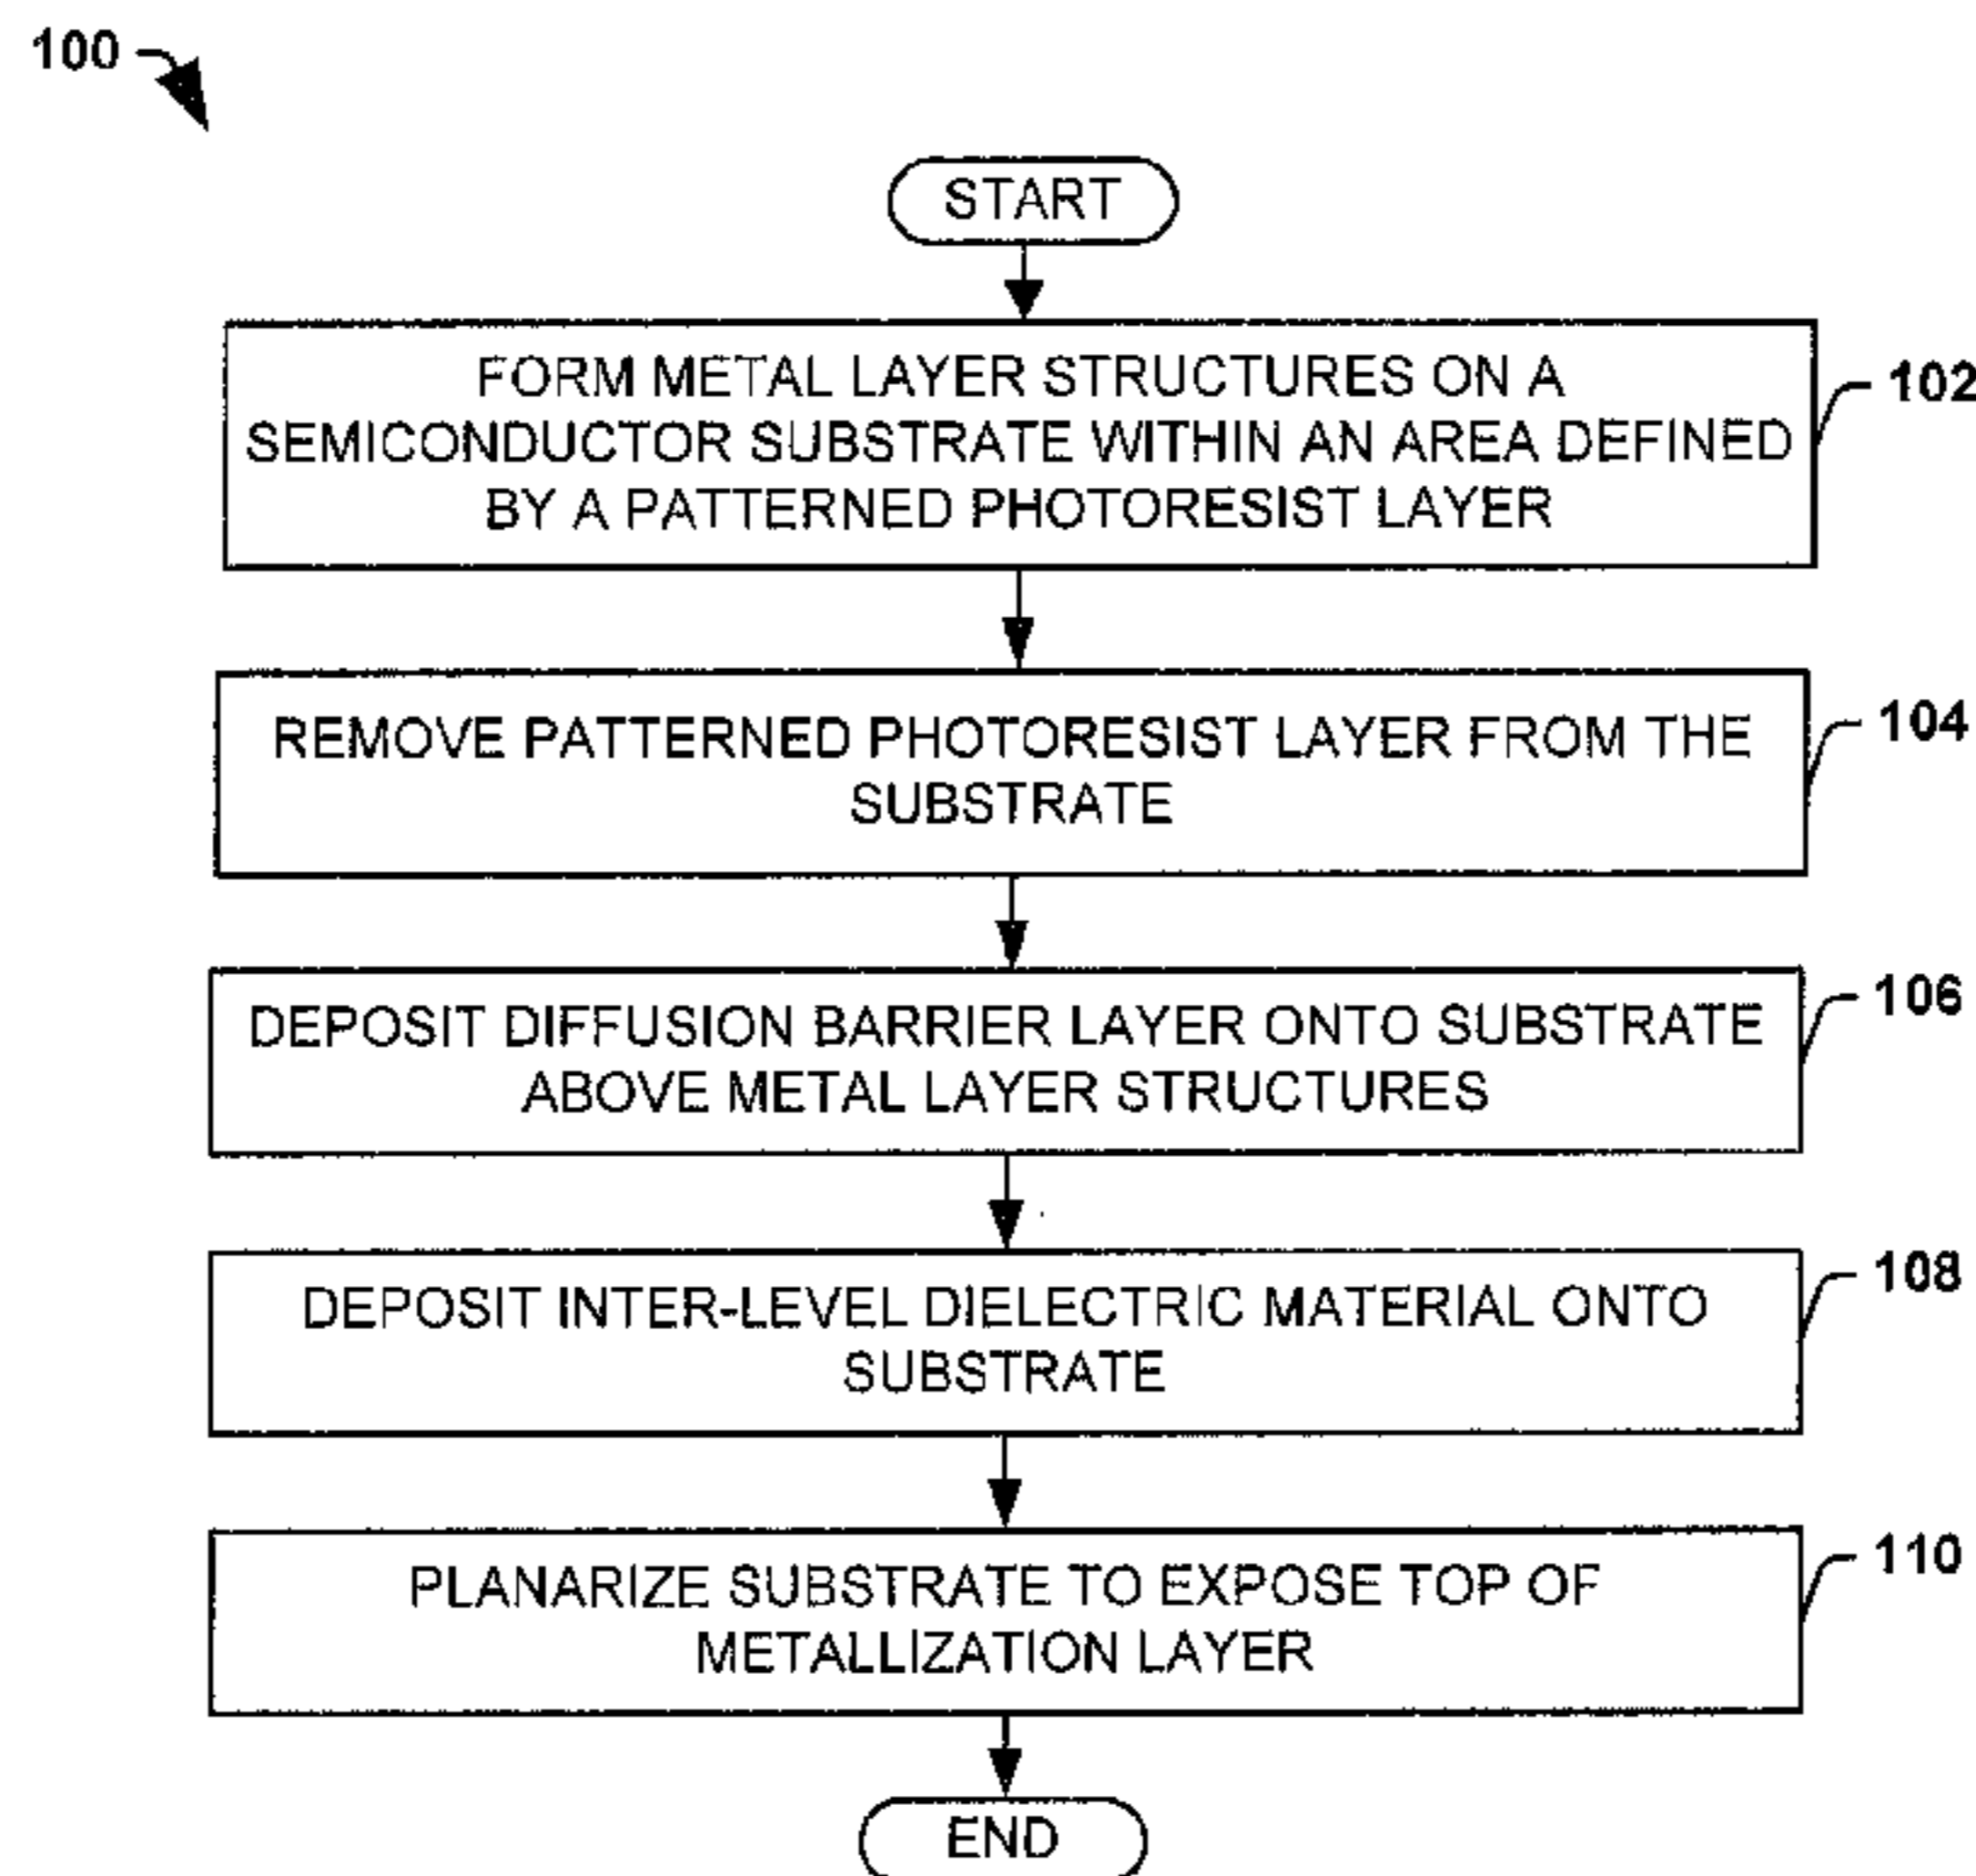 100
START
FORM METAL LAYER STRUCTURES ON A
SEMICONDUCTOR SUBSTRATE WITHIN AN AREA DEFINED
BY A PATTERNED PHOTORESIST LAYER
102
REMOVE PATTERNED PHOTORESIST LAYER FROM THE
SUBSTRATE
104
DEPOSIT DIFFUSION BARRIER LAYER ONTO SUBSTRATE
ABOVE METAL LAYER STRUCTURES
106
DEPOSIT INTER-LEVEL DIELECTRIC MATERIAL ONTO
SUBSTRATE
108
PLANARIZE SUBSTRATE TO EXPOSE TOP OF
METALLIZATION LAYER
110
END